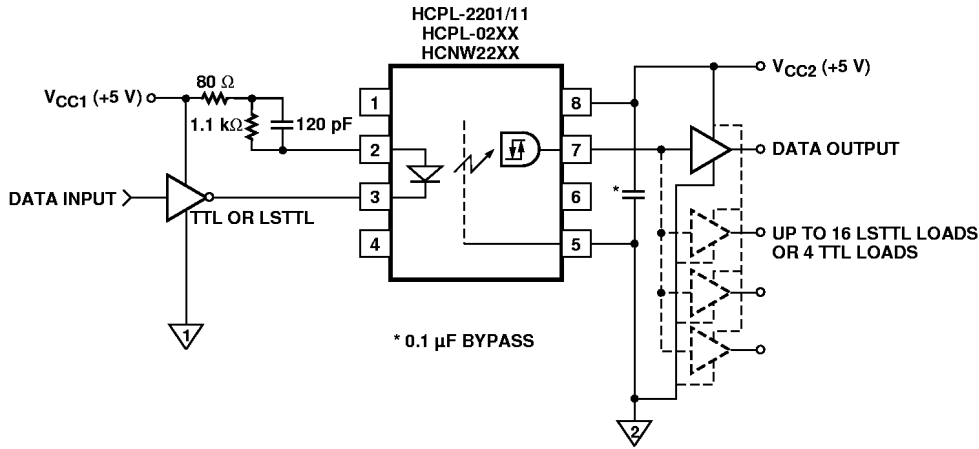 HCPL-2201/11
HCPL-02XX
HCNW22XX
VCC1 (+5 V)
80 Ω
1.1 kΩ
120 pF
DATA INPUT
TTL OR LSTTL
1
2
3
4
8
7
6
5
*
VCC2 (+5 V)
DATA OUTPUT
UP TO 16 LSTTL LOADS
OR 4 TTL LOADS
* 0.1 µF BYPASS
1
2